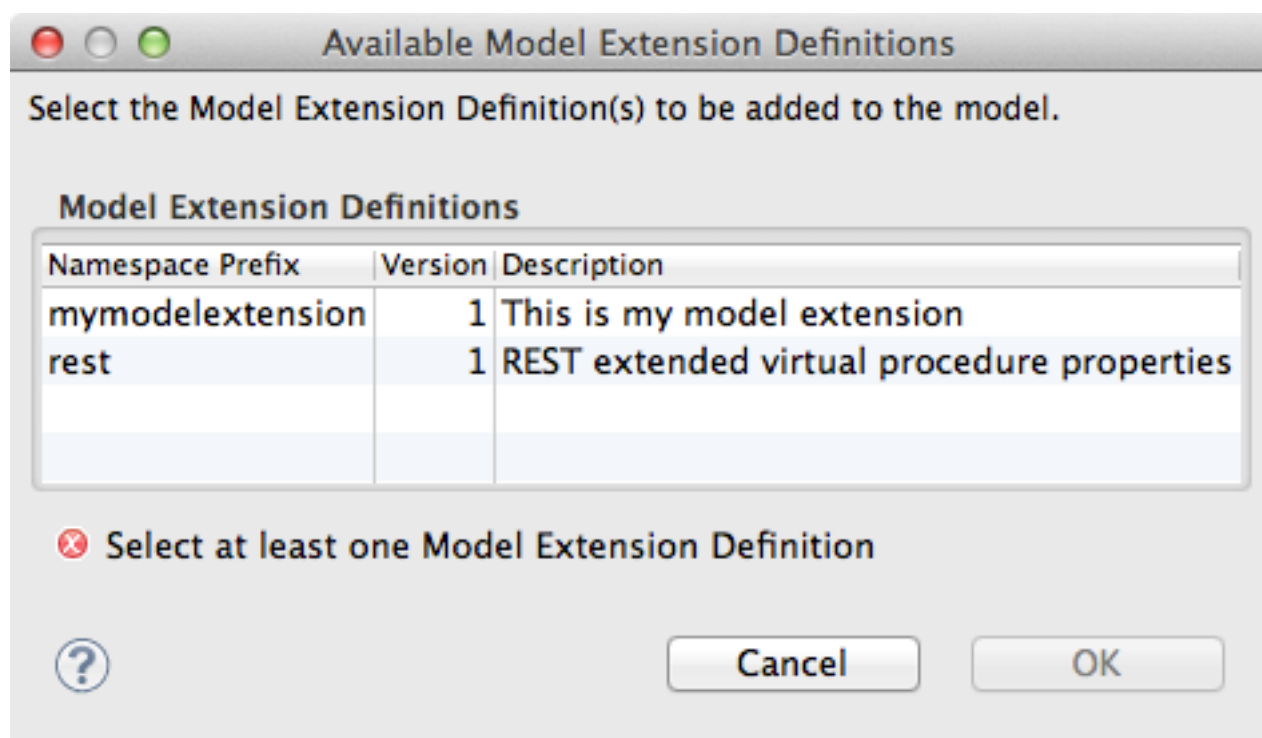 Available Model Extension Definitions
Select the Model Extension Definition(s) to be added to the model.
Model Extension Definitions
Namespace Prefix Version Description
mymodelextension 1 This is my model extension
rest 1 REST extended virtual procedure properties
Select at least one Model Extension Definition
? Cancel OK